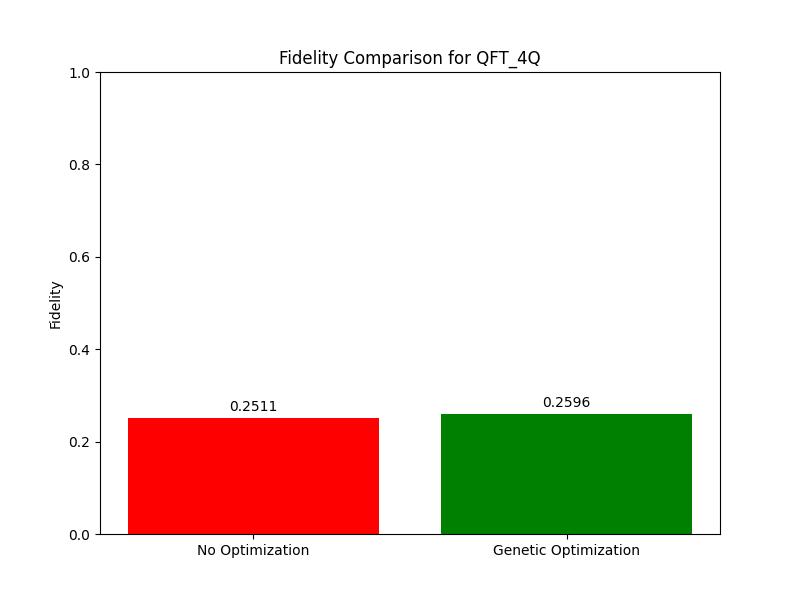 Fidelity Comparison for QFT_4Q
1.0
0.8
0.6
0.4
0.2
0.0
Fidelity
0.2511
0.2596
No Optimization
Genetic Optimization